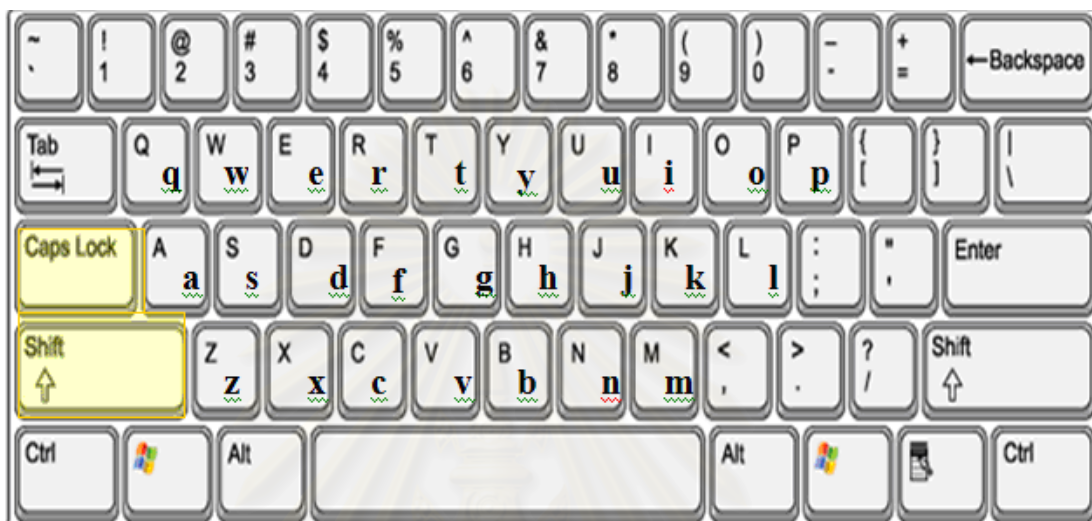 ~ ! @ # $ % ^ & * ( ) _ +
` 1 2 3 4 5 6 7 8 9 0 - = ←Backspace
Tab Q W E R T Y U I O P { } |
q w e r t y u i o p [ ] \
Caps Lock A S D F G H J K L : " Enter
a s d f g h j k l ; '
Shift Z X C V B N M < > ? Shift
z x c v b n m , . /
Ctrl Alt Alt Ctrl